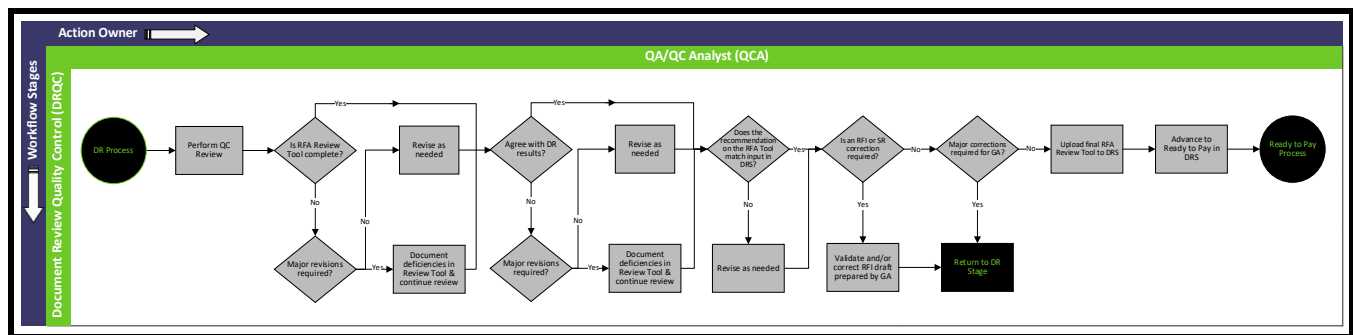 Action Owner
Workflow Stages
Document Review Quality Control (DRQC)
QA/QC Analyst (QCA)
DR Process
Perform QC
Review
Is RFA Review
Tool complete?
Yes
No
Major revisions
required?
No
Yes
Revise as
needed
Document
deficiencies in
Review Tool &
continue review
Agree with DR
results?
Yes
No
Major revisions
required?
No
Yes
Revise as
needed
Document
deficiencies in
Review Tool &
continue review
Does the
recommendation
on the RFA Tool
match input in
DRS?
Yes
No
Revise as needed
Is an RFI or SR
correction
required?
No
Yes
Validate and/or
correct RFI draft
prepared by GA
Major corrections
required for GA?
No
Yes
Return to DR
Stage
Upload final RFA
Review Tool to DRS
Advance to
Ready to Pay in
DRS
Ready to Pay
Process